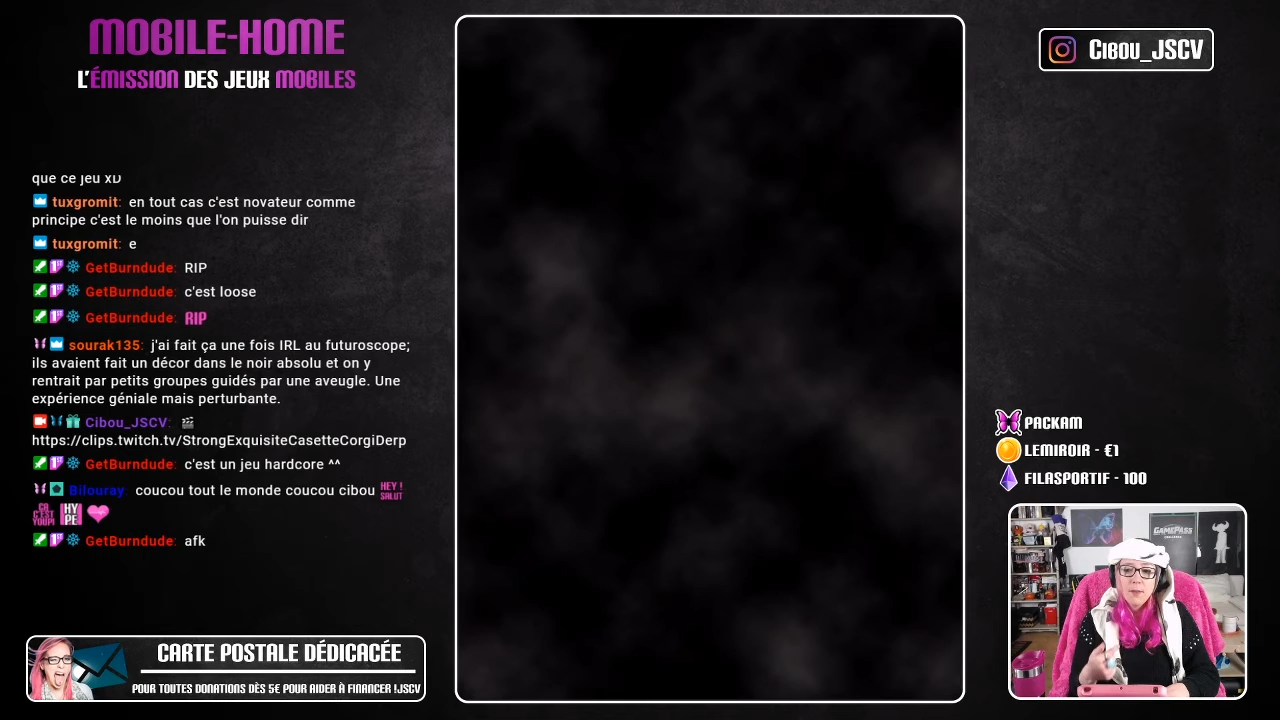 MOBILE-HOME
L'ÉMISSION DES JEUX MOBILES
que ce jeu xD
tuxgromit: en tout cas c'est novateur comme
principe c'est le moins que l'on puisse dir
tuxgromit: e
GetBurndude: RIP
GetBurndude: c'est loose
GetBurndude: RIP
sourak135: j'ai fait ça une fois IRL au futuroscope;
ils avaient fait un décor dans le noir absolu et on y
rentrait par petits groupes guidés par une aveugle. Une
expérience géniale mais perturbante.
Cibou_JSCV:
https://clips.twitch.tv/StrongExquisiteCasetteCorgiDerp
GetBurndude: c'est un jeu hardcore ^^
Bilouray: coucou tout le monde coucou cibou HEY ! SALUT
ÇA C'EST YOUPI HYPE
GetBurndude: afk
CARTE POSTALE DÉDICACÉE
POUR TOUTES DONATIONS DÈS 5€ POUR AIDER À FINANCER !JSCV
Cibou_JSCV
PACKAM
LEMIROIR - €1
FILASPORTIF - 100
GAMEPASS